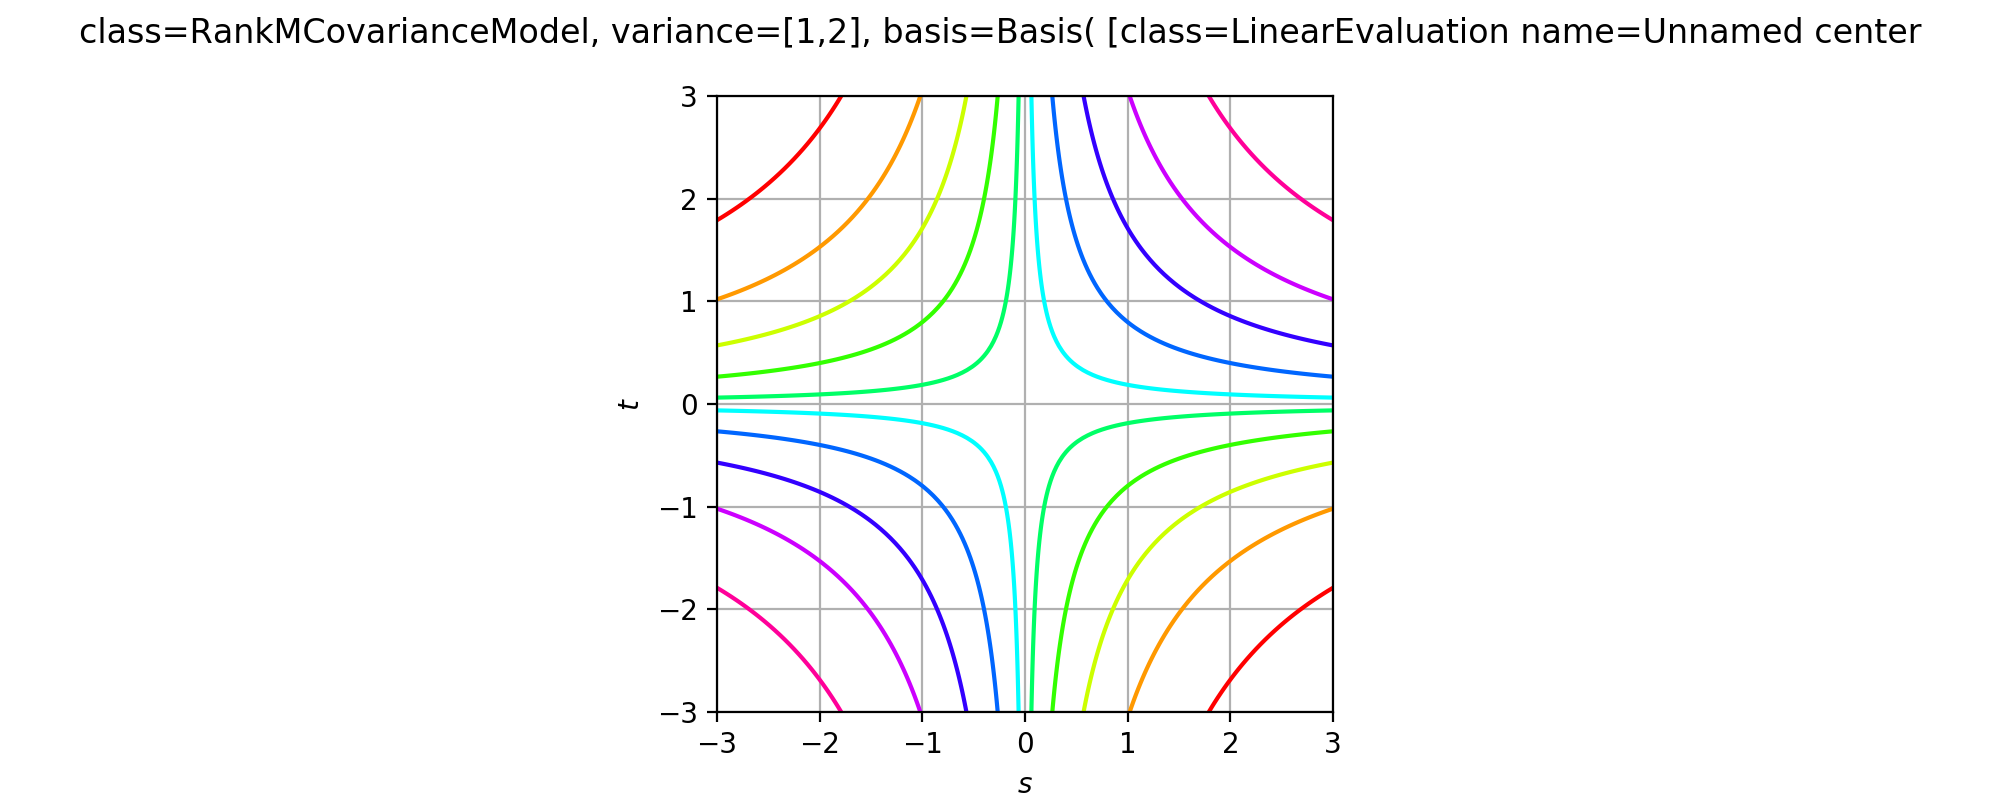 class=RankMCovarianceModel, variance=[1,2], basis=Basis( [class=LinearEvaluation name=Unnamed center
3
2
1
0
−1
−2
−3
t
−3 −2 −1 0 1 2 3
s